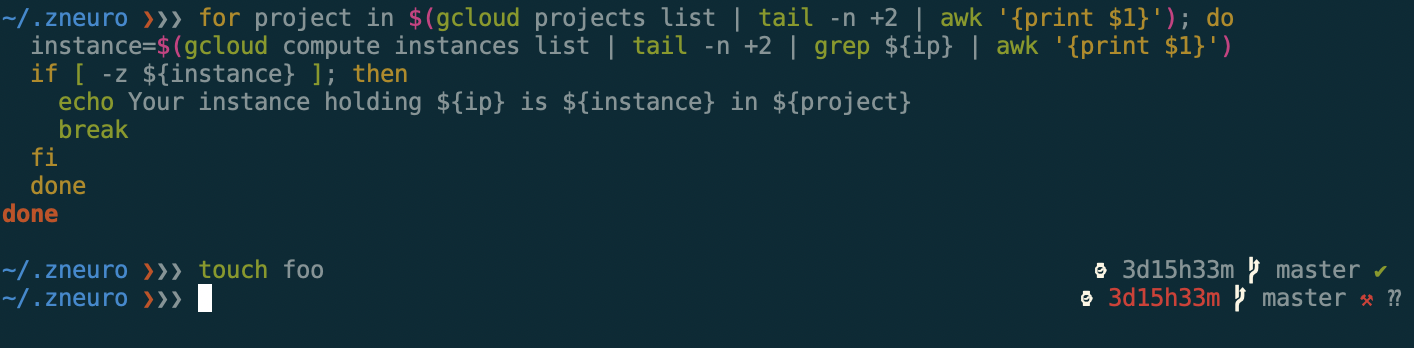 ~/.zneuro ❯❯❯ for project in $(gcloud projects list | tail -n +2 | awk '{print $1}'); do
  instance=$(gcloud compute instances list | tail -n +2 | grep ${ip} | awk '{print $1}')
  if [ -z ${instance} ]; then
    echo Your instance holding ${ip} is ${instance} in ${project}
    break
  fi
  done
done
~/.zneuro ❯❯❯ touch foo 3d15h33m master ✔
~/.zneuro ❯❯❯ 3d15h33m master ⚒ ⁇